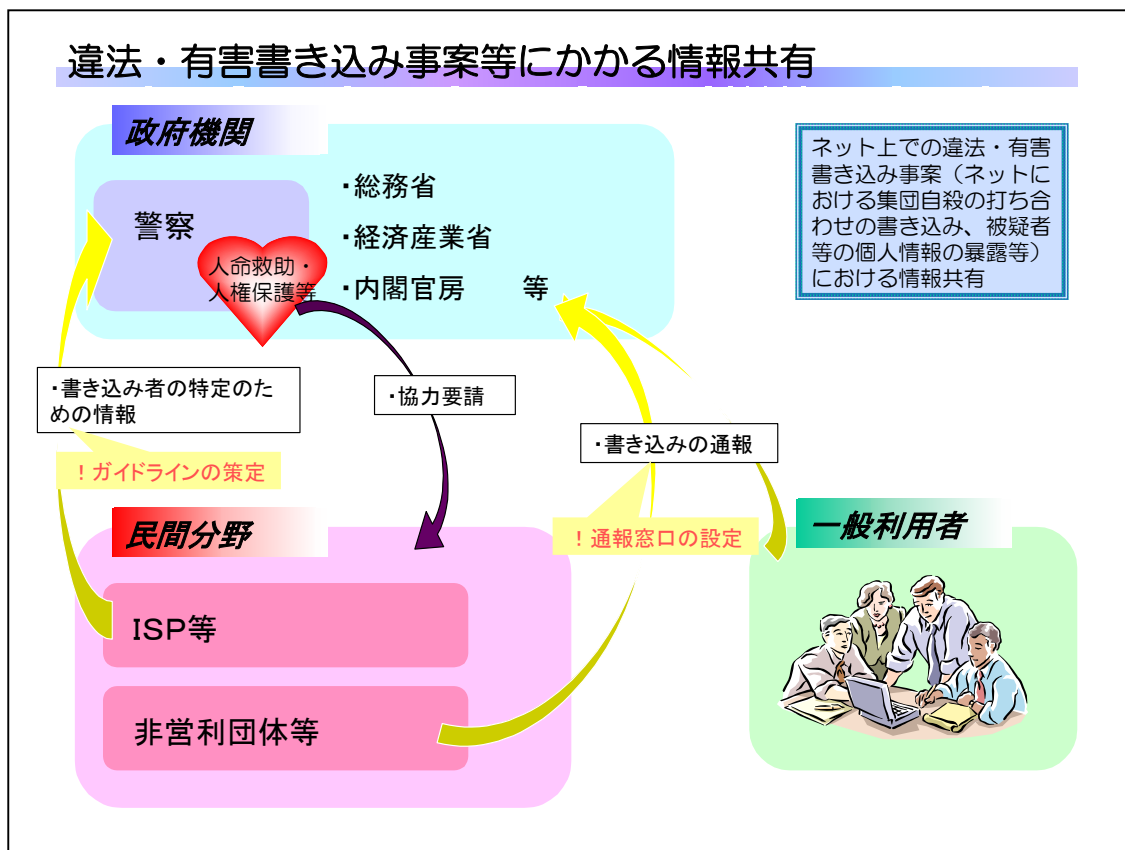 違法・有害書き込み事案等にかかる情報共有
政府機関
警察
人命救助・
人権保護等
・総務省
・経済産業省
・内閣官房　　等
ネット上での違法・有害
書き込み事案（ネットに
おける集団自殺の打ち合
わせの書き込み、被疑者
等の個人情報の暴露等）
における情報共有
・書き込み者の特定のた
めの情報
・協力要請
・書き込みの通報
！ガイドラインの策定
！通報窓口の設定
民間分野
ISP等
非営利団体等
一般利用者